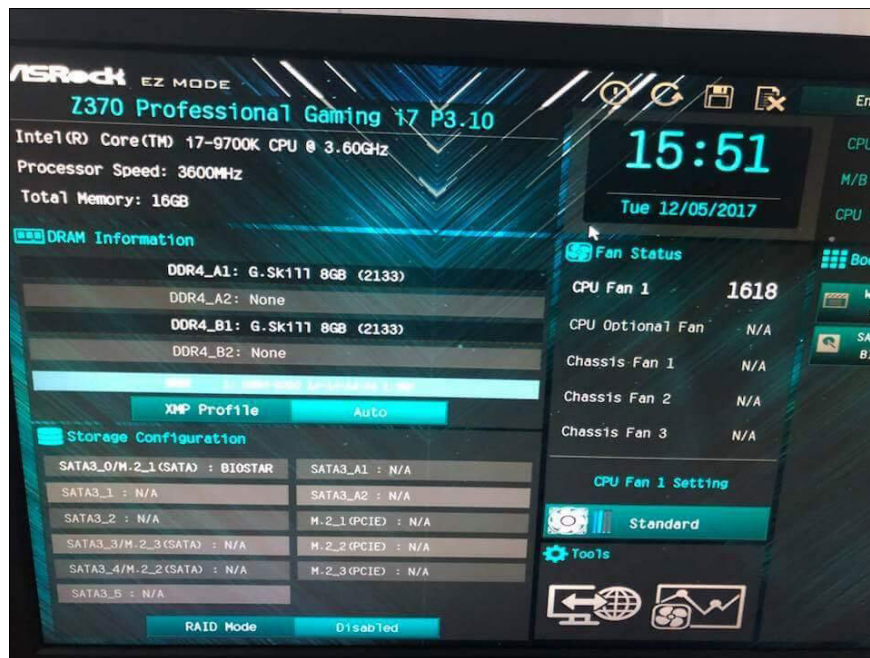 ASRock EZ MODE
Z370 Professional Gaming i7 P3.10
Intel(R) Core(TM) i7-9700K CPU @ 3.60GHz
Processor Speed: 3600MHz
Total Memory: 16GB
DRAM Information
DDR4_A1: G.Skill 8GB (2133)
DDR4_A2: None
DDR4_B1: G.Skill 8GB (2133)
DDR4_B2: None
XMP Profile Auto
Storage Configuration
SATA3_0/M.2_1(SATA) : BIOSTAR SATA3_A1 : N/A
SATA3_1 : N/A SATA3_A2 : N/A
SATA3_2 : N/A M.2_1(PCIE) : N/A
SATA3_3/M.2_3(SATA) : N/A M.2_2(PCIE) : N/A
SATA3_4/M.2_2(SATA) : N/A M.2_3(PCIE) : N/A
SATA3_5 : N/A
RAID Mode Disabled
15:51
Tue 12/05/2017
Fan Status
CPU Fan 1 1618
CPU Optional Fan N/A
Chassis Fan 1 N/A
Chassis Fan 2 N/A
Chassis Fan 3 N/A
CPU Fan 1 Setting
Standard
Tools
En
CPU
M/B
CPU
Boo
SA
B